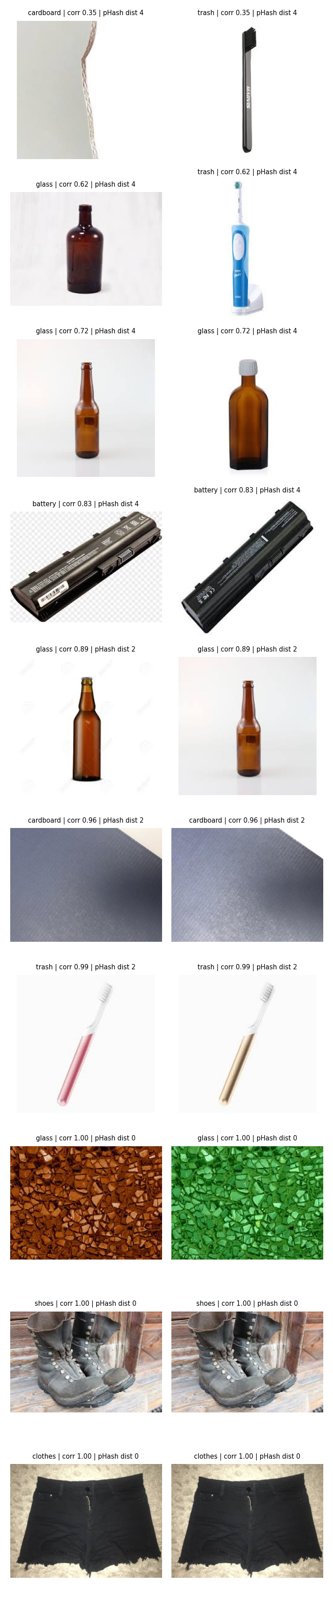 cardboard | corr 0.35 | pHash dist 4
trash | corr 0.35 | pHash dist 4
glass | corr 0.62 | pHash dist 4
trash | corr 0.62 | pHash dist 4
glass | corr 0.72 | pHash dist 4
glass | corr 0.72 | pHash dist 4
battery | corr 0.83 | pHash dist 4
battery | corr 0.83 | pHash dist 4
glass | corr 0.89 | pHash dist 2
glass | corr 0.89 | pHash dist 2
cardboard | corr 0.96 | pHash dist 2
cardboard | corr 0.96 | pHash dist 2
trash | corr 0.99 | pHash dist 2
trash | corr 0.99 | pHash dist 2
glass | corr 1.00 | pHash dist 0
glass | corr 1.00 | pHash dist 0
shoes | corr 1.00 | pHash dist 0
shoes | corr 1.00 | pHash dist 0
clothes | corr 1.00 | pHash dist 0
clothes | corr 1.00 | pHash dist 0